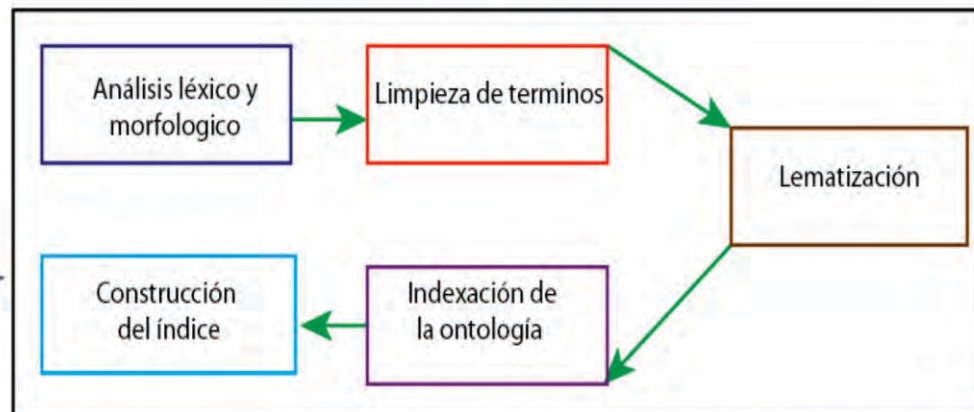 Análisis léxico y
morfologico
Limpieza de terminos
Lematización
Indexación de
la ontología
Construcción
del índice